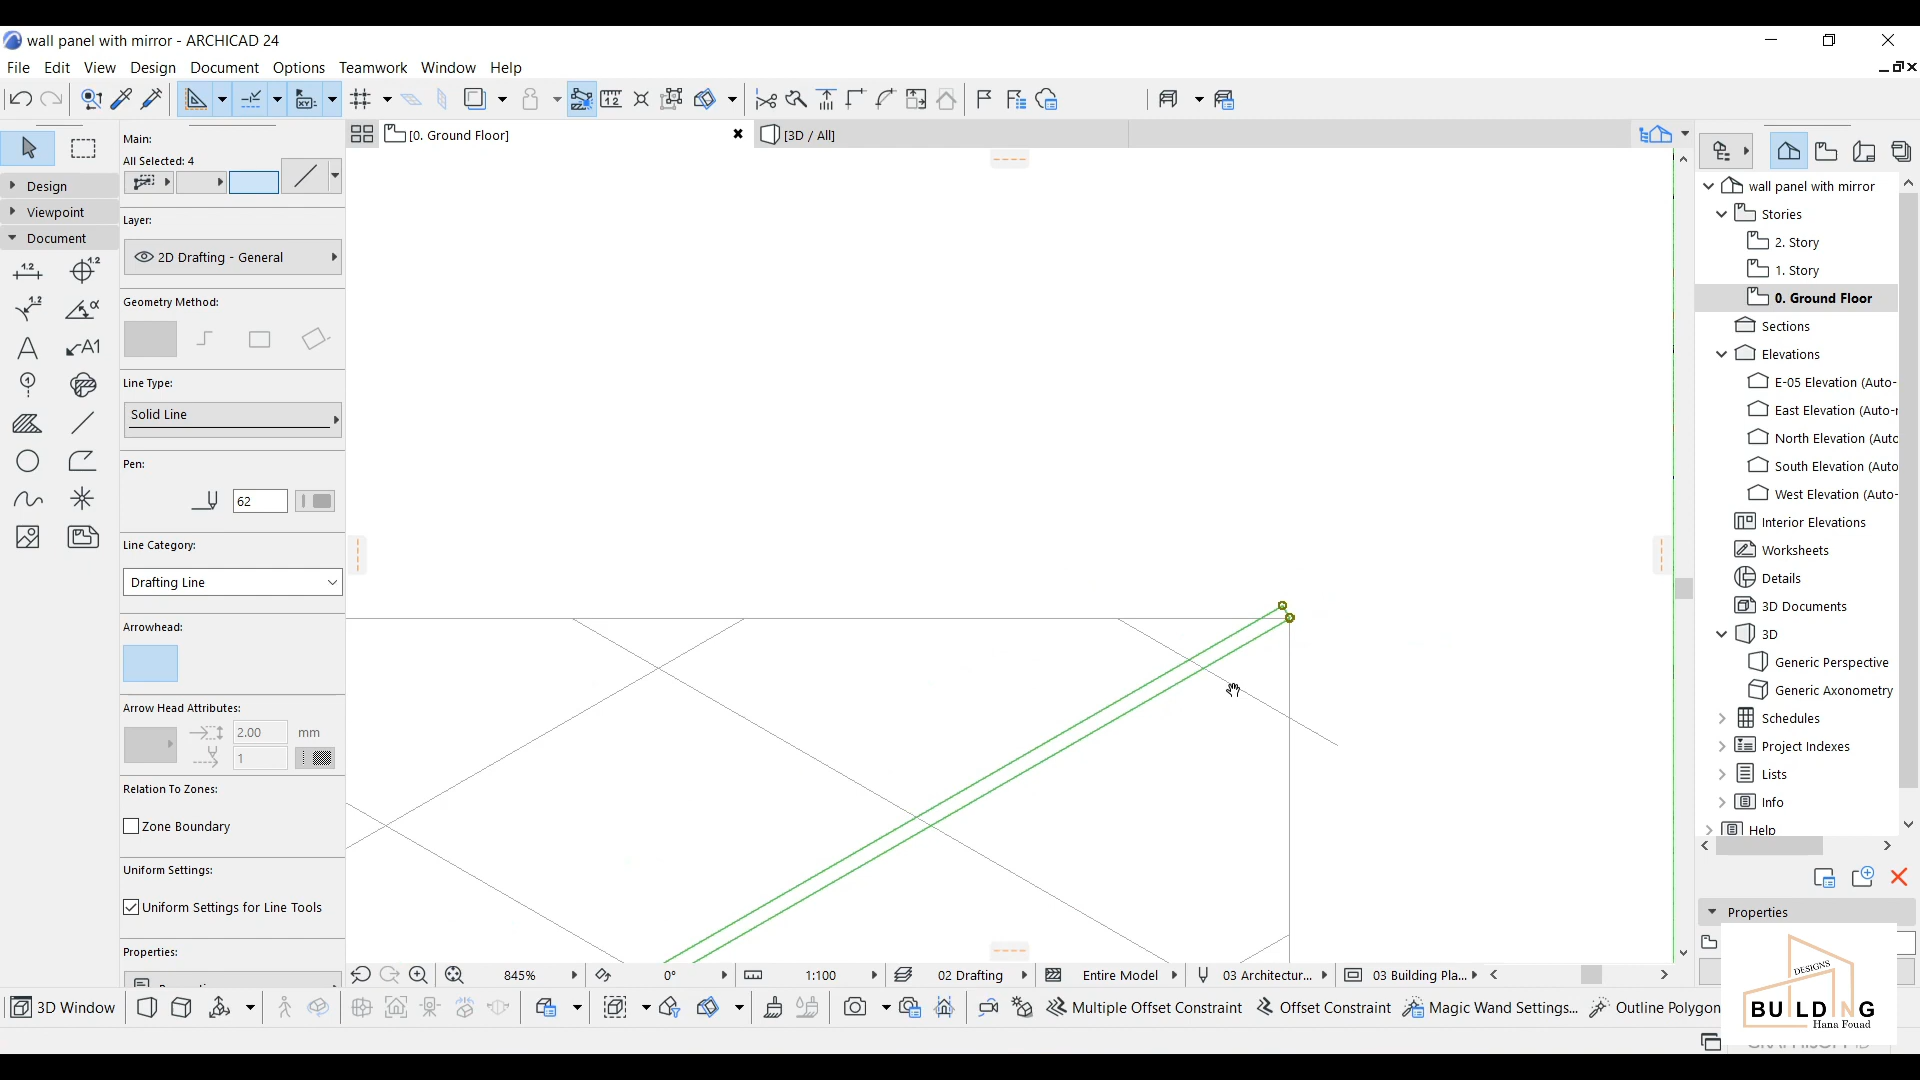 wall panel with mirror - ARCHICAD 24
File Edit View Design Document Options Teamwork Window Help
[0. Ground Floor]
[3D / All]
Main:
All Selected: 4
Design
Viewpoint
Document
Layer:
2D Drafting - General
Geometry Method:
Line Type:
Solid Line
Pen:
62
Line Category:
Drafting Line
Arrowhead:
Arrow Head Attributes:
2.00 mm
1
Relation To Zones:
Zone Boundary
Uniform Settings:
Uniform Settings for Line Tools
Properties:
wall panel with mirror
Stories
2. Story
1. Story
0. Ground Floor
Sections
Elevations
E-05 Elevation (Auto-
East Elevation (Auto-r
North Elevation (Auto
South Elevation (Auto
West Elevation (Auto-
Interior Elevations
Worksheets
Details
3D Documents
3D
Generic Perspective
Generic Axonometry
Schedules
Project Indexes
Lists
Info
Help
Properties
845% 0° 1:100 02 Drafting Entire Model 03 Architectur... 03 Building Pla...
3D Window Multiple Offset Constraint Offset Constraint Magic Wand Settings... Outline Polygon
DESIGNS
BUILDING
Hana Fouad